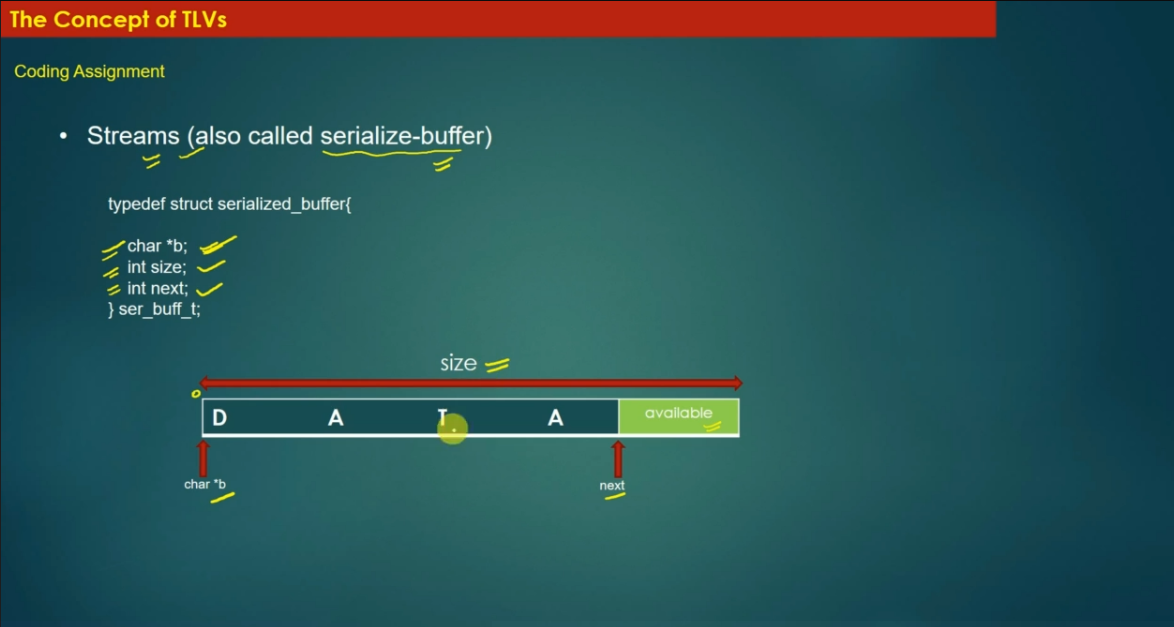 The Concept of TLVs
Coding Assignment
• Streams (also called serialize-buffer)
typedef struct serialized_buffer{
char *b;
int size;
int next;
} ser_buff_t;
size
D A T A available
char *b next